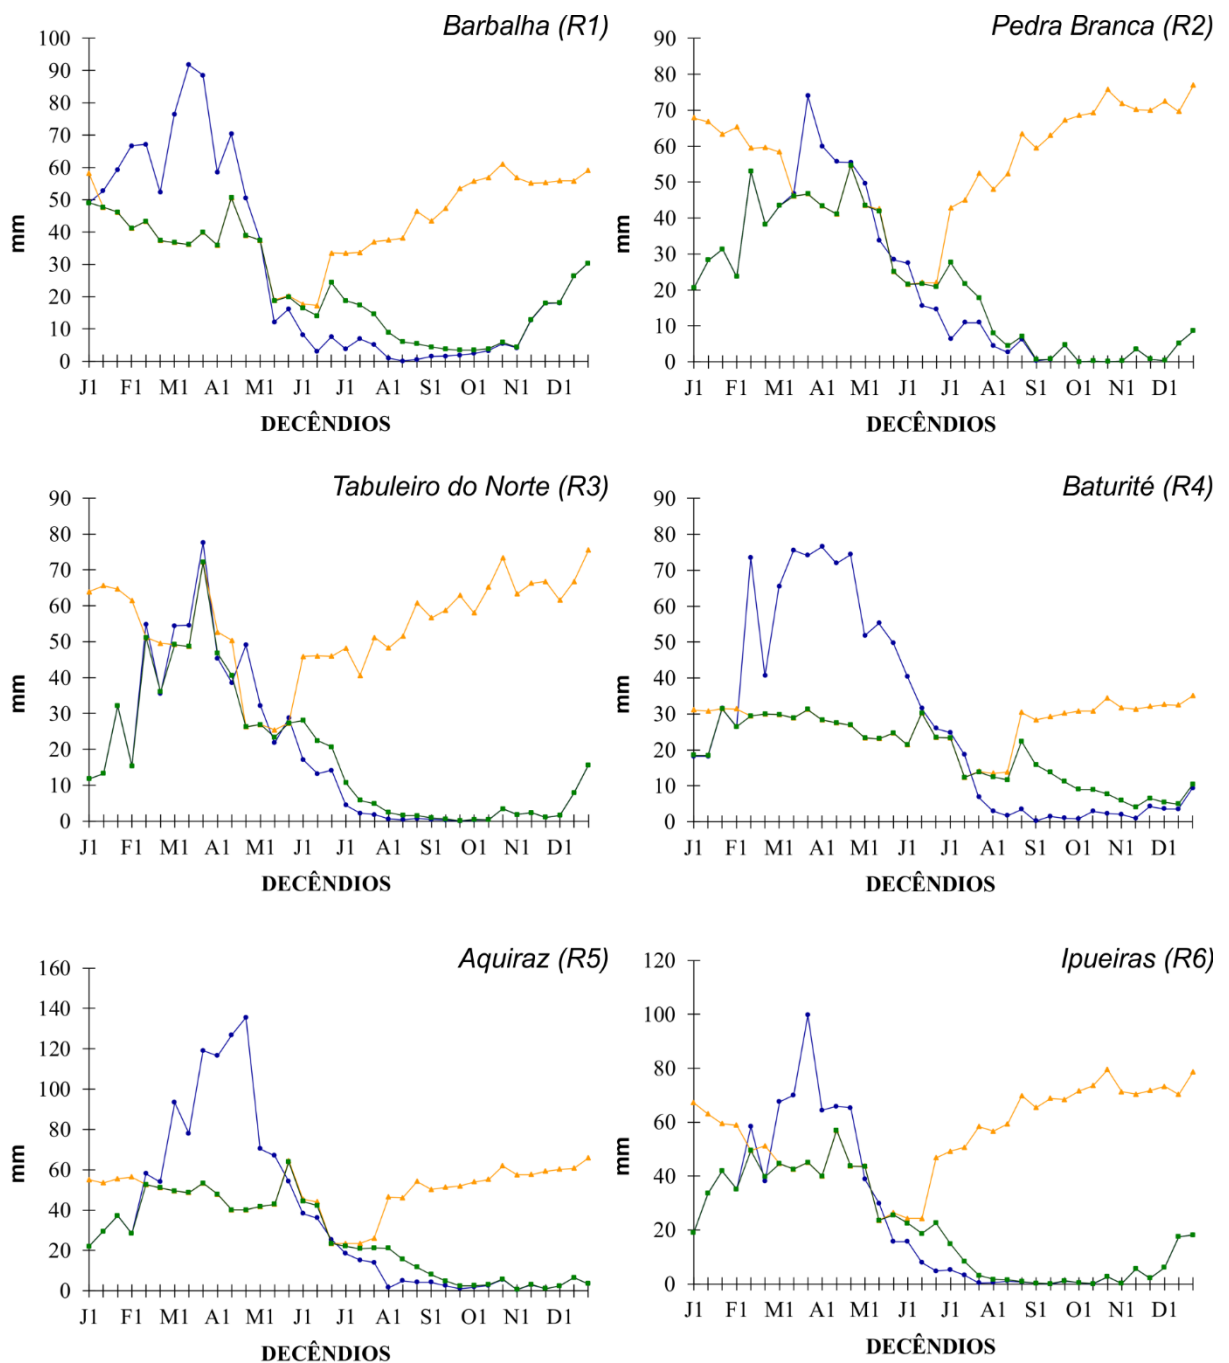 Barbalha (R1)
100
90
80
70
60
50
40
30
20
10
0
mm
J1 F1 M1 A1 M1 J1 J1 A1 S1 O1 N1 D1
DECÊNDIOS
Pedra Branca (R2)
90
80
70
60
50
40
30
20
10
0
mm
J1 F1 M1 A1 M1 J1 J1 A1 S1 O1 N1 D1
DECÊNDIOS
Tabuleiro do Norte (R3)
90
80
70
60
50
40
30
20
10
0
mm
J1 F1 M1 A1 M1 J1 J1 A1 S1 O1 N1 D1
DECÊNDIOS
Baturité (R4)
90
80
70
60
50
40
30
20
10
0
mm
J1 F1 M1 A1 M1 J1 J1 A1 S1 O1 N1 D1
DECÊNDIOS
Aquiraz (R5)
160
140
120
100
80
60
40
20
0
mm
J1 F1 M1 A1 M1 J1 J1 A1 S1 O1 N1 D1
DECÊNDIOS
Ipueiras (R6)
120
100
80
60
40
20
0
mm
J1 F1 M1 A1 M1 J1 J1 A1 S1 O1 N1 D1
DECÊNDIOS